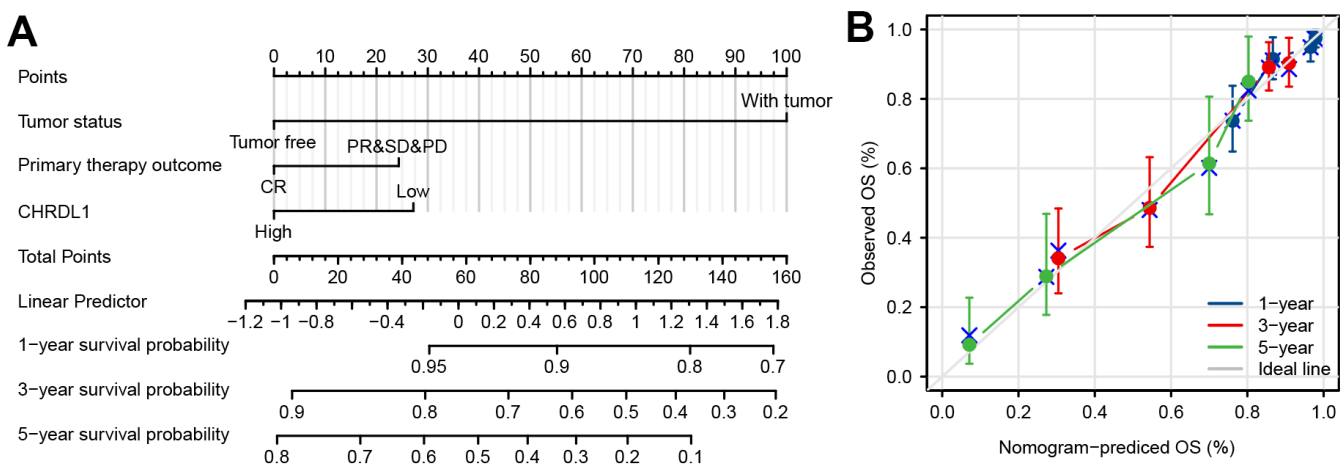 A
Points
0 10 20 30 40 50 60 70 80 90 100
Tumor status
With tumor
Tumor free
Primary therapy outcome
PR&SD&PD
CR
CHRDL1
Low
High
Total Points
0 20 40 60 80 100 120 140 160
Linear Predictor
−1.2 −1 −0.8 −0.4 0 0.2 0.4 0.6 0.8 1 1.2 1.4 1.6 1.8
1−year survival probability
0.95 0.9 0.8 0.7
3−year survival probability
0.9 0.8 0.7 0.6 0.5 0.4 0.3 0.2
5−year survival probability
0.8 0.7 0.6 0.5 0.4 0.3 0.2 0.1
B
Observed OS (%)
1.0
0.8
0.6
0.4
0.2
0.0
1−year
3−year
5−year
Ideal line
0.0 0.2 0.4 0.6 0.8 1.0
Nomogram−prediced OS (%)